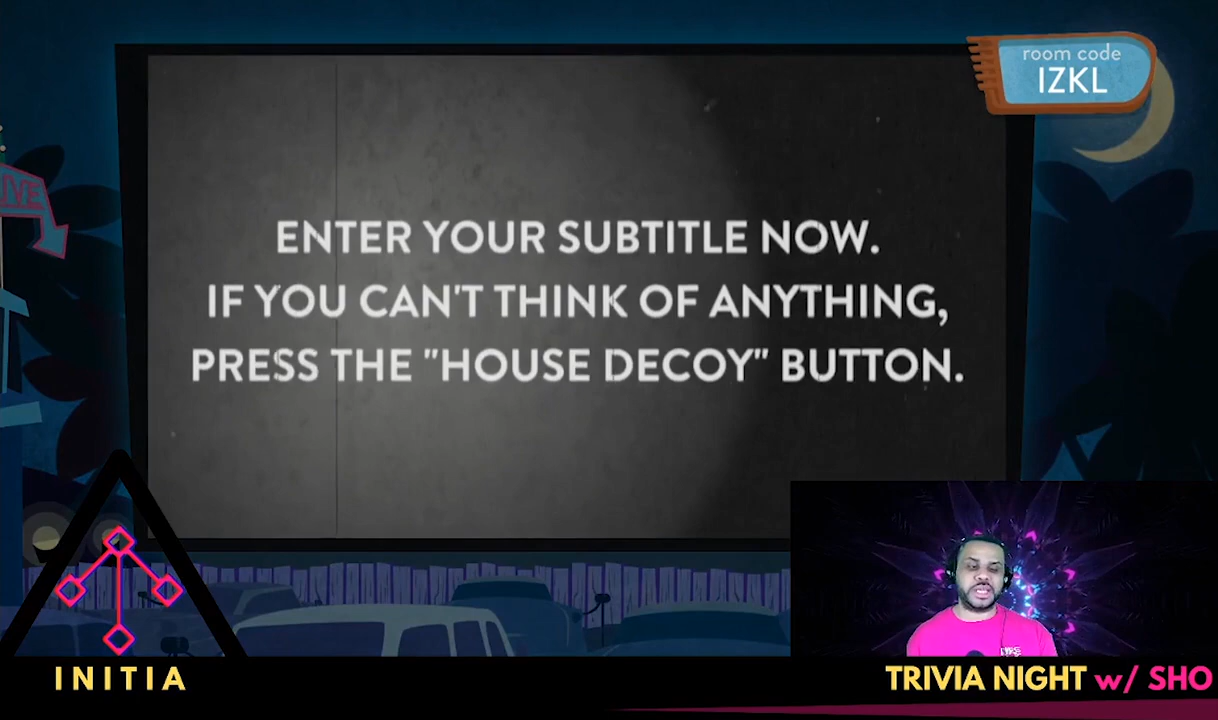 room code
IZKL
ENTER YOUR SUBTITLE NOW.
IF YOU CAN'T THINK OF ANYTHING,
PRESS THE "HOUSE DECOY" BUTTON.
INITIA
TRIVIA NIGHT w/ SHO